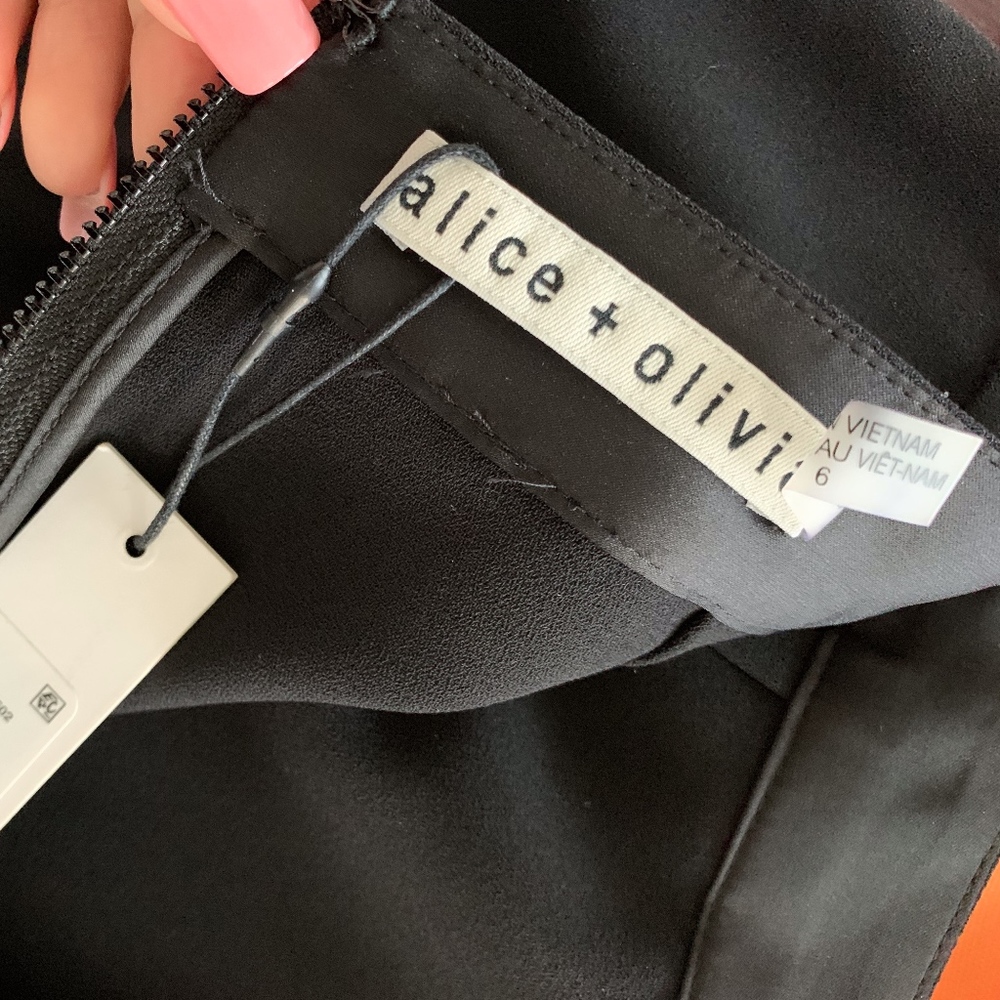 alice + olivia
VIETNAM
AU VIÊT-NAM
6